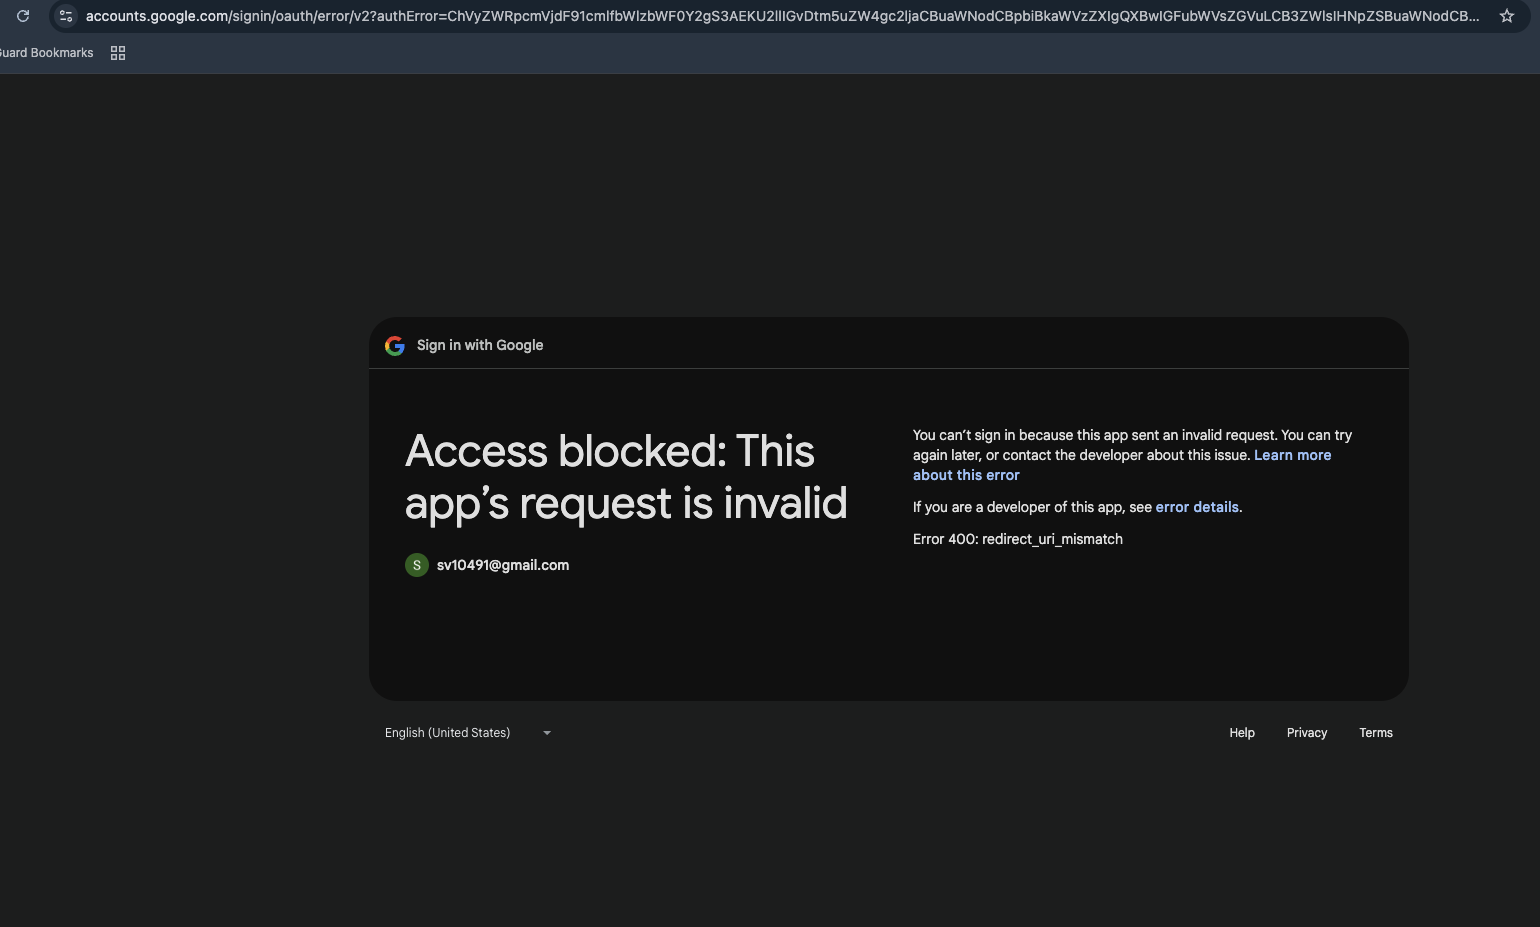 accounts.google.com/signin/oauth/error/v2?authError=ChVyZWRpcmVjdF91cmlfbWlzbWF0Y2gS3AEKU2lIIGvDtm5uZW4gc2ljaCBuaWNodCBpbiBkaWVzZXIgQXBwIGFubWVsZGVuLCB3ZWlsIHNpZSBuaWNodCB...
Guard Bookmarks
Sign in with Google
Access blocked: This
app’s request is invalid
sv10491@gmail.com
You can’t sign in because this app sent an invalid request. You can try
again later, or contact the developer about this issue. Learn more
about this error
If you are a developer of this app, see error details.
Error 400: redirect_uri_mismatch
English (United States)
Help Privacy Terms